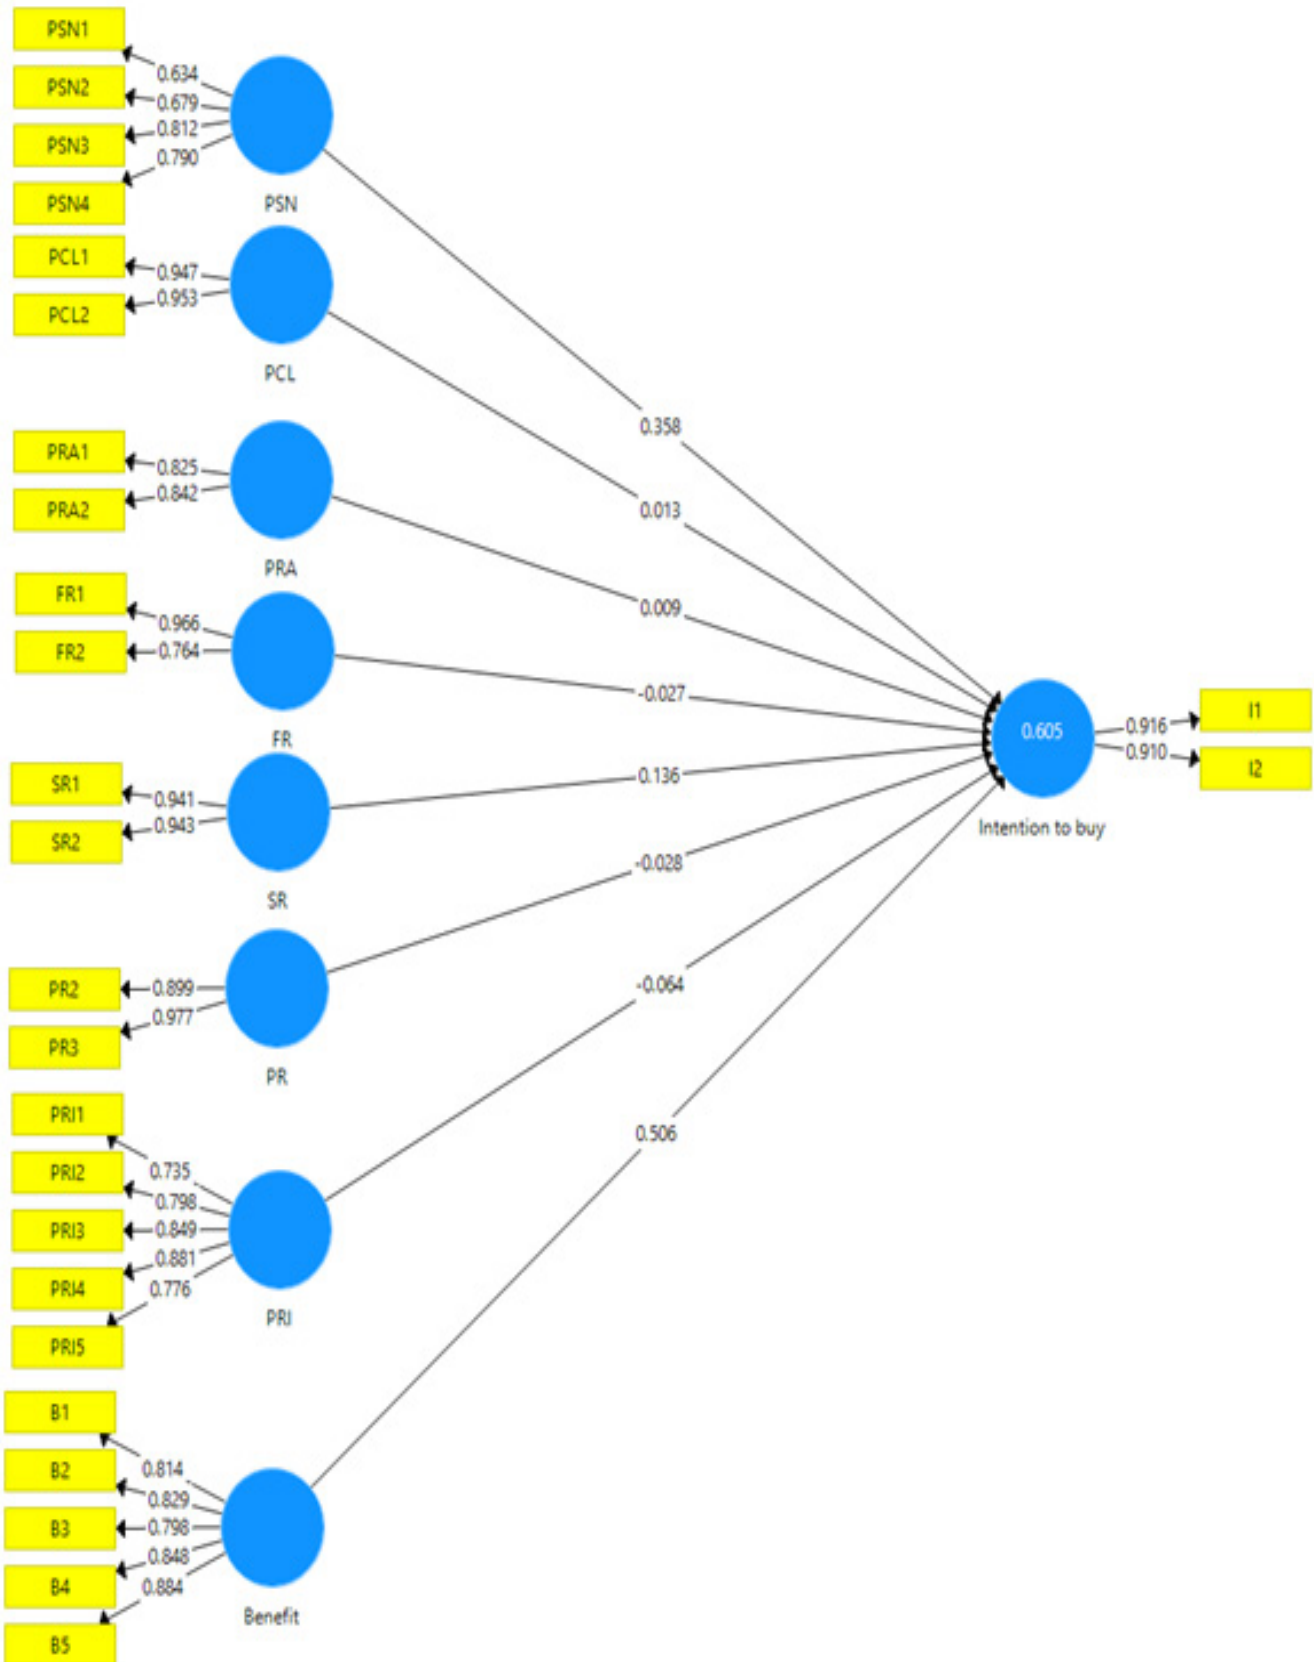 PSN1
0.634
PSN2
0.679
PSN3
0.812
0.790
PSN4
PSN
PCL1
0.947
PCL2
0.953
PCL
0.358
PRA1
0.825
PRA2
0.842
0.013
PRA
FR1
0.966
FR2
0.764
0.009
-0.027
FR
SR1
0.941
SR2
0.943
0.136
SR
0.605
0.916
I1
0.910
I2
Intention to buy
-0.028
PR2
0.899
PR3
0.977
PR
-0.064
PRI1
0.735
PRI2
0.798
PRI3
0.849
PRI4
0.881
0.776
PRI5
PRI
0.506
B1
0.814
B2
0.829
B3
0.798
B4
0.848
0.884
B5
Benefit